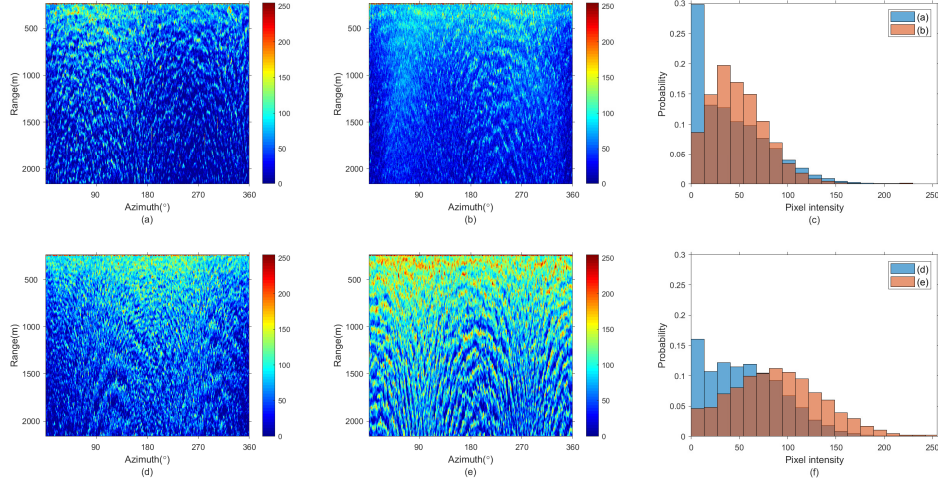 500
1000
1500
2000
Range(m)
90 180 270 360
Azimuth(°)
(a)
250
200
150
100
50
0
500
1000
1500
2000
Range(m)
90 180 270 360
Azimuth(°)
(b)
250
200
150
100
50
0
0.3
0.25
0.2
0.15
0.1
0.06
0
Probability
0 50 100 150 200 250
Pixel intensity
(c)
(a)
(b)
500
1000
1500
2000
Range(m)
90 180 270 360
Azimuth(°)
(d)
250
200
150
100
50
0
500
1000
1500
2000
Range(m)
90 180 270 360
Azimuth(°)
(e)
250
200
150
100
50
0
0.3
0.25
0.2
0.15
0.1
0.05
0
Probability
0 50 100 150 200 250
Pixel intensity
(f)
(d)
(e)